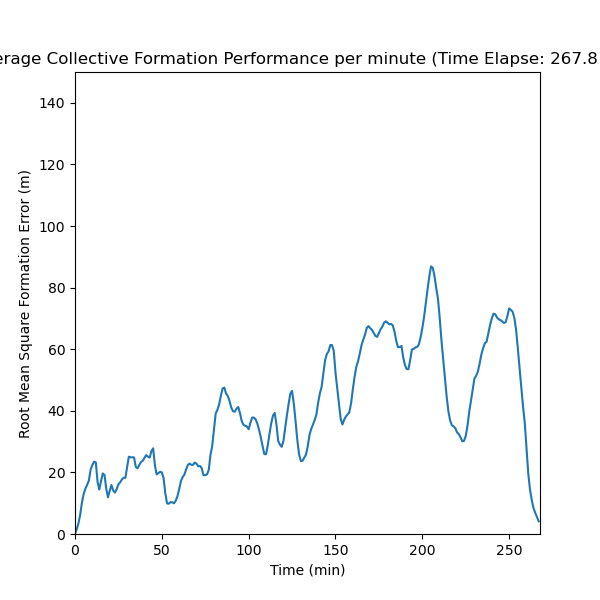 erage Collective Formation Performance per minute (Time Elapse: 267.8
140
120
100
80
60
40
20
0
Root Mean Square Formation Error (m)
0 50 100 150 200 250
Time (min)